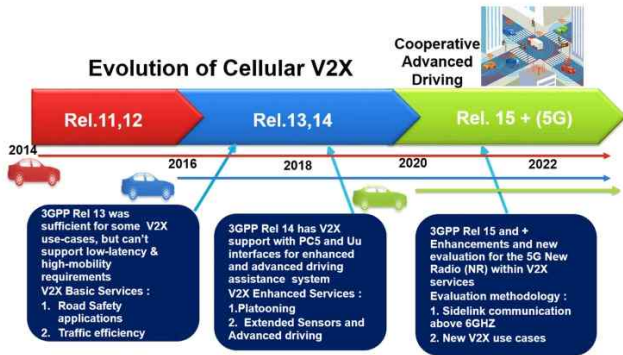 Cooperative
Advanced
Driving
Evolution of Cellular V2X
Rel.11,12
Rel.13,14
Rel. 15 + (5G)
2014
2016
2018
2020
2022
3GPP Rel 13 was
sufficient for some V2X
use-cases, but can't
support low-latency &
high-mobility
requirements
V2X Basic Services :
1. Road Safety
applications
2. Traffic efficiency
3GPP Rel 14 has V2X
support with PC5 and Uu
interfaces for enhanced
and advanced driving
assistance system
V2X Enhanced Services :
1.Platooning
2. Extended Sensors and
Advanced driving
3GPP Rel 15 and +
Enhancements and new
evaluation for the 5G New
Radio (NR) within V2X
services
Evaluation methodology :
1. Sidelink communication
above 6GHZ
2. New V2X use cases